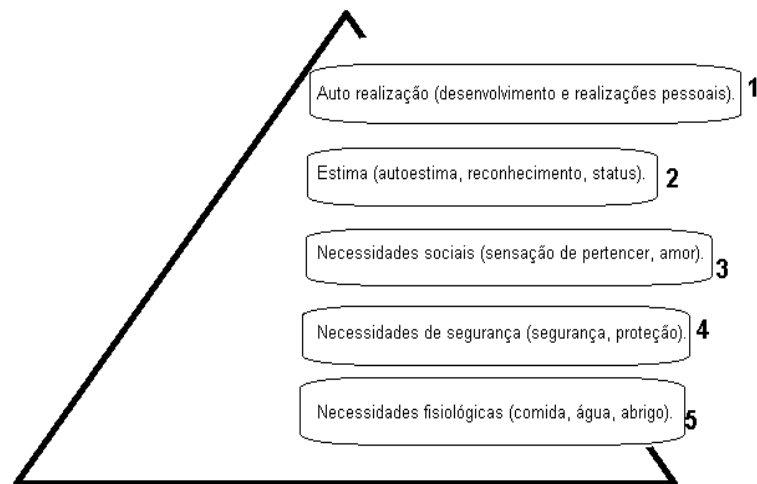 Auto realização (desenvolvimento e realizações pessoais). 1
Estima (autoestima, reconhecimento, status). 2
Necessidades sociais (sensação de pertencer, amor). 3
Necessidades de segurança (segurança, proteção). 4
Necessidades fisiológicas (comida, água, abrigo). 5